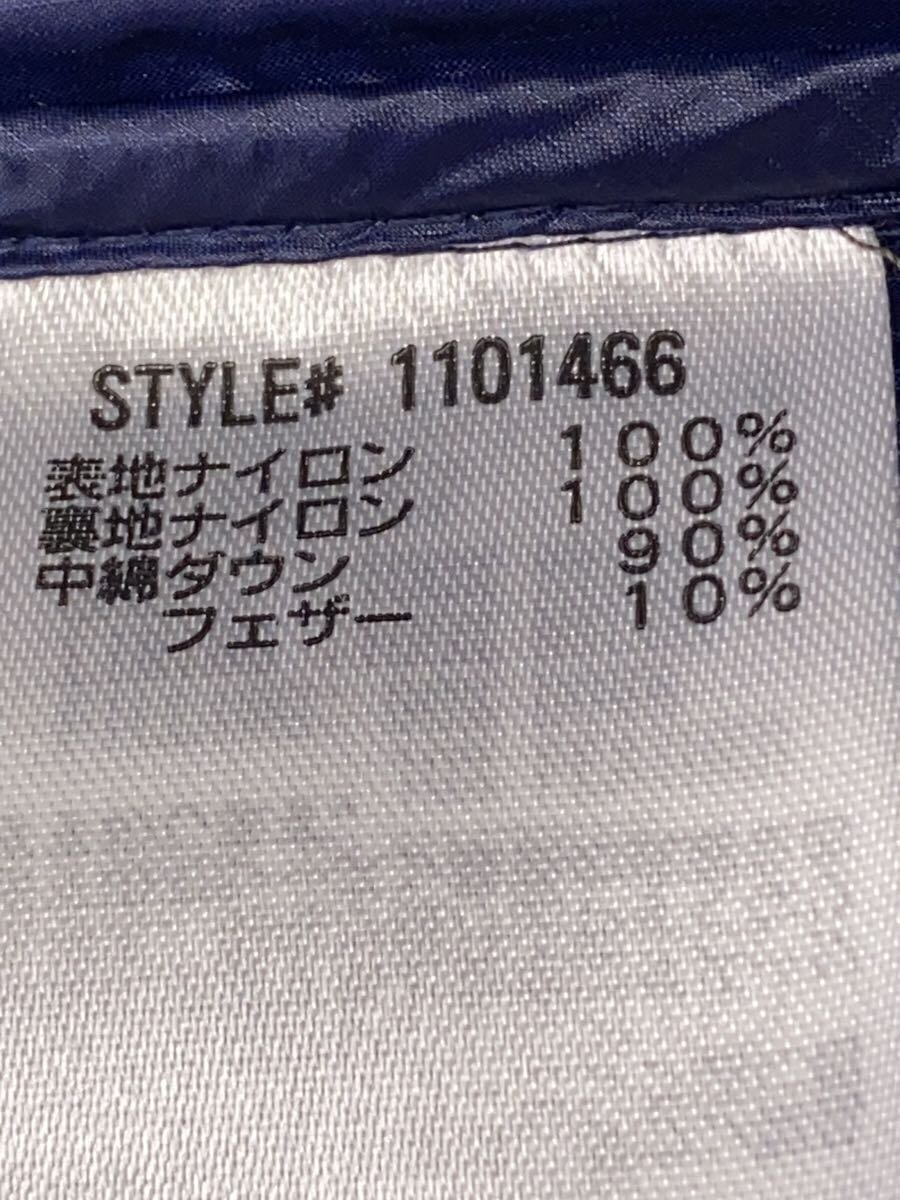 STYLE# 1101466
表地ナイロン 100%
裏地ナイロン 100%
中綿ダウン 90%
フェザー 10%